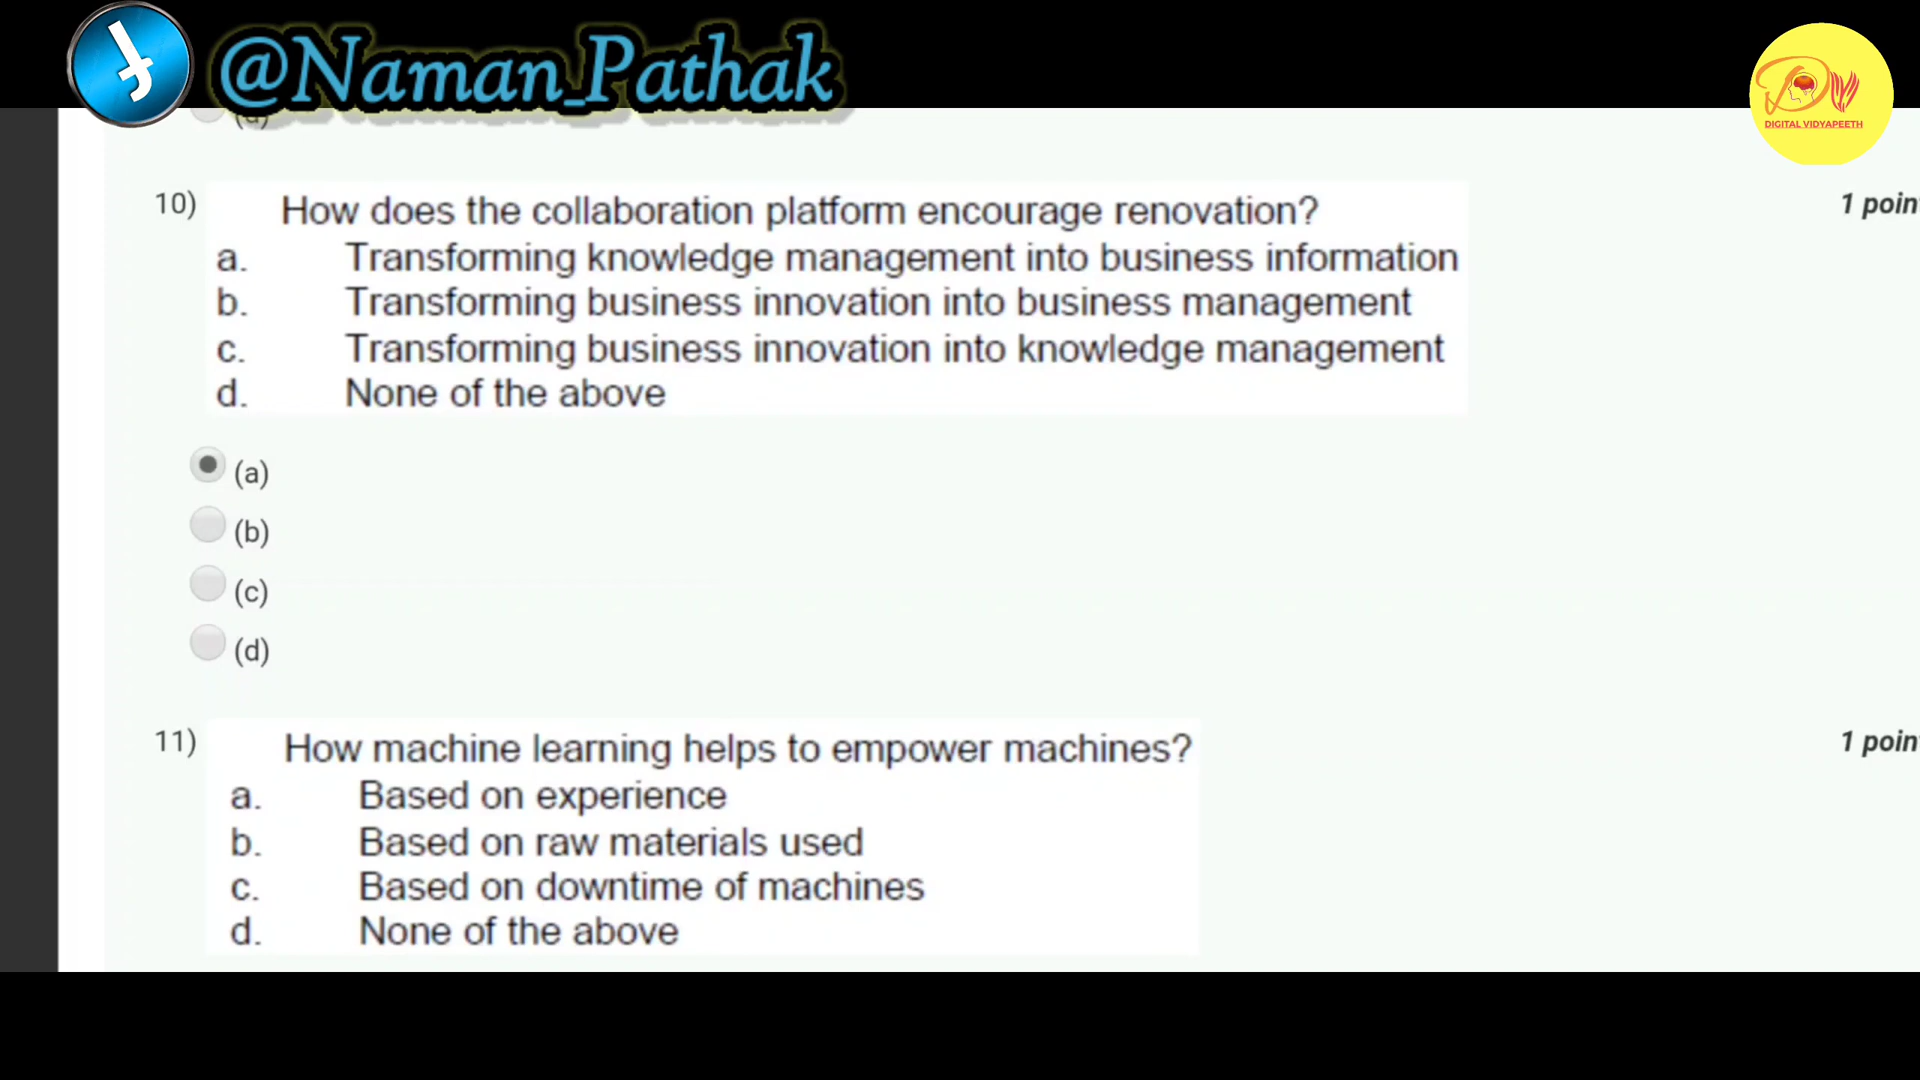 @Naman_Pathak
DIGITAL VIDYAPEETH
(d)
10)
How does the collaboration platform encourage renovation?
1 poin
a. Transforming knowledge management into business information
b. Transforming business innovation into business management
c. Transforming business innovation into knowledge management
d. None of the above
(a)
(b)
(c)
(d)
11)
How machine learning helps to empower machines?
1 poin
a. Based on experience
b. Based on raw materials used
c. Based on downtime of machines
d. None of the above